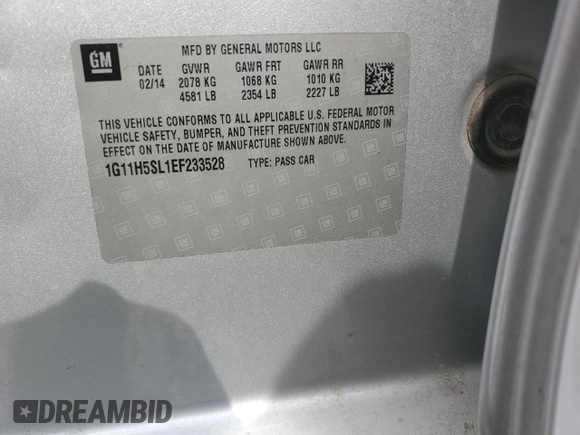 GM
MFD BY GENERAL MOTORS LLC
DATE GVWR GAWR FRT GAWR RR
02/14 2078 KG 1068 KG 1010 KG
4581 LB 2354 LB 2227 LB
THIS VEHICLE CONFORMS TO ALL APPLICABLE U.S. FEDERAL MOTOR
VEHICLE SAFETY, BUMPER, AND THEFT PREVENTION STANDARDS IN
EFFECT ON THE DATE OF MANUFACTURE SHOWN ABOVE.
1G11H5SL1EF233528 TYPE: PASS CAR
DREAMBID